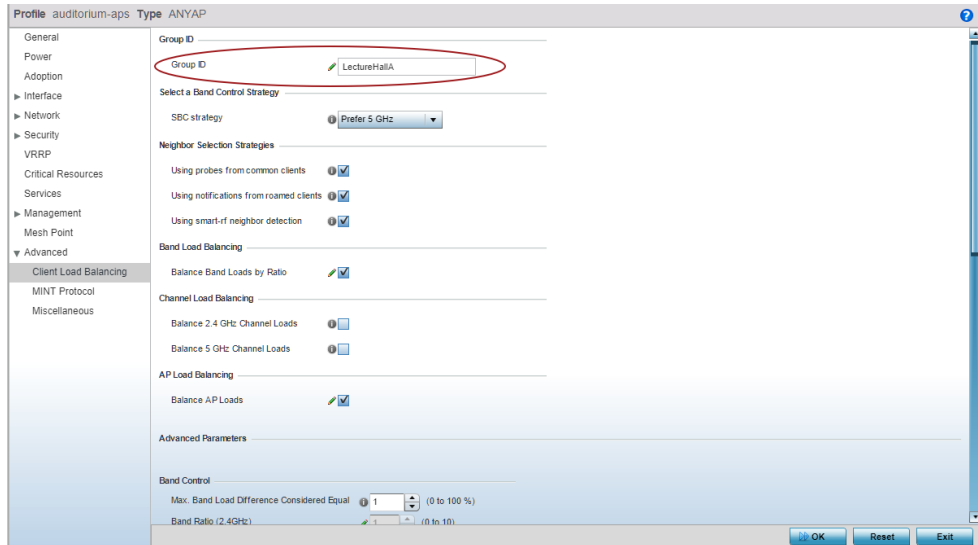 Profile auditorium-aps Type ANYAP
General
Power
Adoption
Interface
Network
Security
VRRP
Critical Resources
Services
Management
Mesh Point
Advanced
Client Load Balancing
MINT Protocol
Miscellaneous
Group ID
Group ID LectureHallA
Select a Band Control Strategy
SBC strategy Prefer 5 GHz
Neighbor Selection Strategies
Using probes from common clients
Using notifications from roamed clients
Using smart-rf neighbor detection
Band Load Balancing
Balance Band Loads by Ratio
Channel Load Balancing
Balance 2.4 GHz Channel Loads
Balance 5 GHz Channel Loads
AP Load Balancing
Balance AP Loads
Advanced Parameters
Band Control
Max. Band Load Difference Considered Equal 1 (0 to 100 %)
Band Ratio (2.4GHz) 1 (0 to 10)
OK Reset Exit